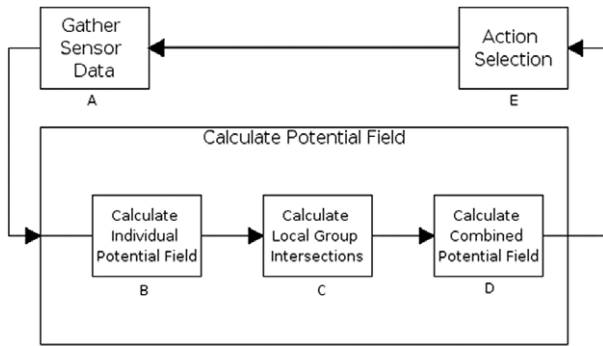 Gather
Sensor
Data
A
Action
Selection
E
Calculate Potential Field
Calculate
Individual
Potential Field
B
Calculate
Local Group
Intersections
C
Calculate
Combined
Potential Field
D